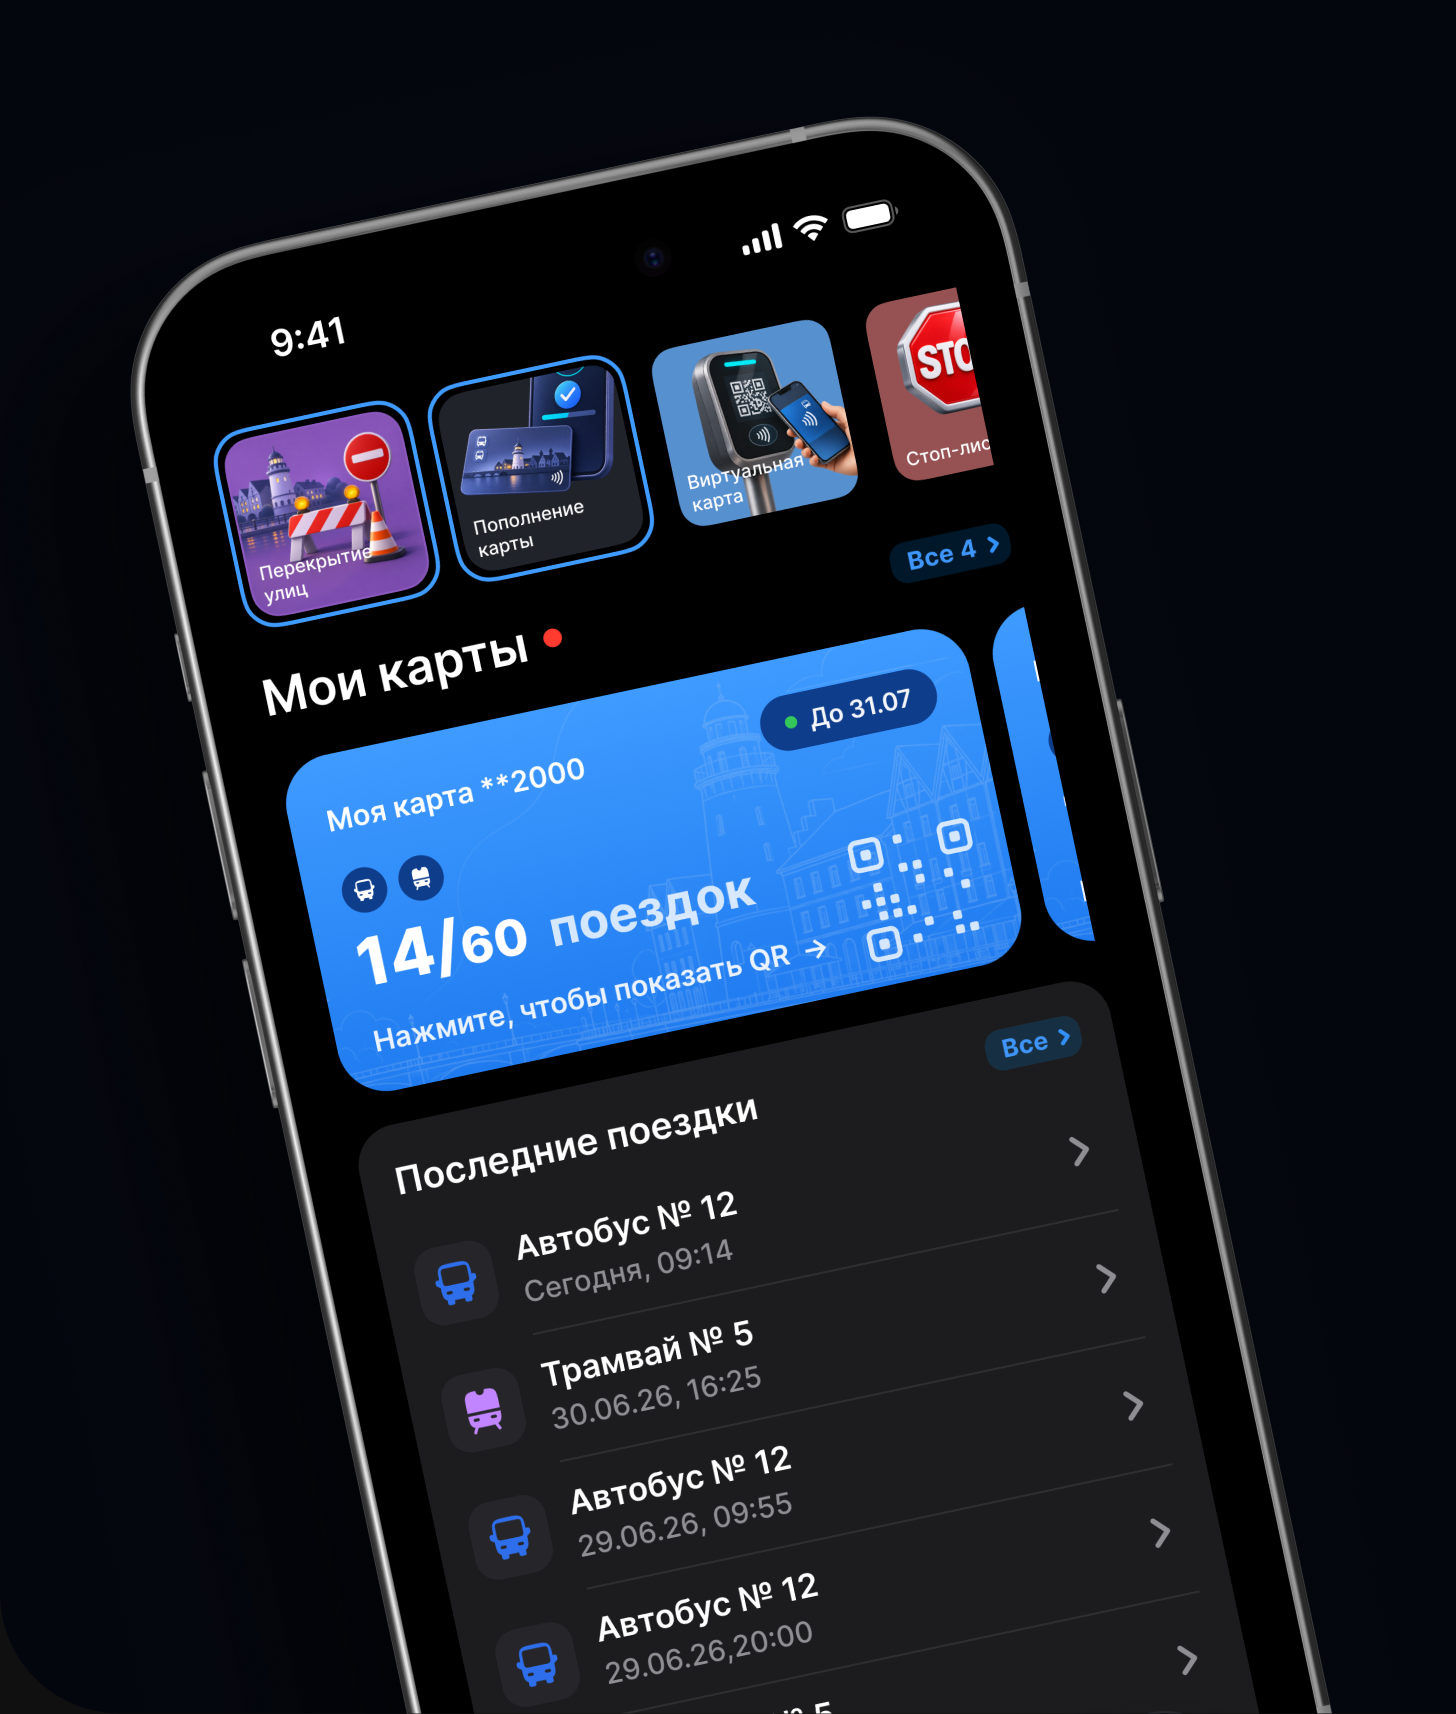 9:41
Перекрытие
улиц
Пополнение
карты
Виртуальная
карта
STO
Стоп-лис
Мои карты
Все 4
Моя карта **2000
До 31.07
14/60 поездок
Нажмите, чтобы показать QR
Последние поездки
Все
Автобус № 12
Сегодня, 09:14
Трамвай № 5
30.06.26, 16:25
Автобус № 12
29.06.26, 09:55
Автобус № 12
29.06.26,20:00
№ 5